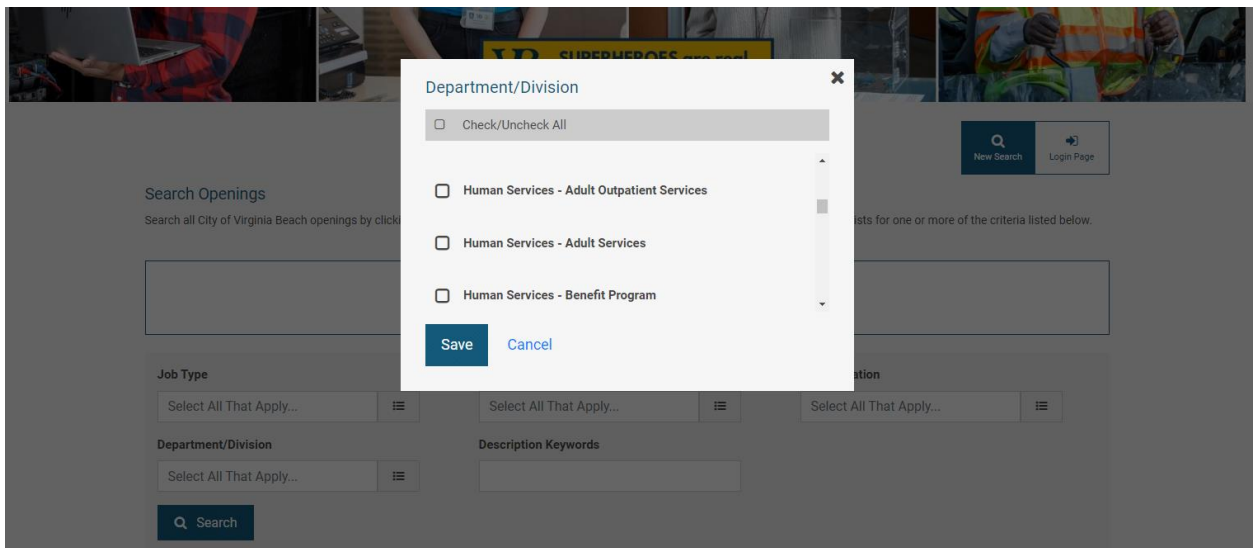 SUPERHEROES are real
Department/Division
Check/Uncheck All
New Search
Login Page
Human Services - Adult Outpatient Services
Search Openings
Search all City of Virginia Beach openings by clicki
ists for one or more of the criteria listed below.
Human Services - Adult Services
Human Services - Benefit Program
Save
Cancel
Job Type
ation
Select All That Apply...
Select All That Apply...
Select All That Apply...
Department/Division
Description Keywords
Select All That Apply...
Search